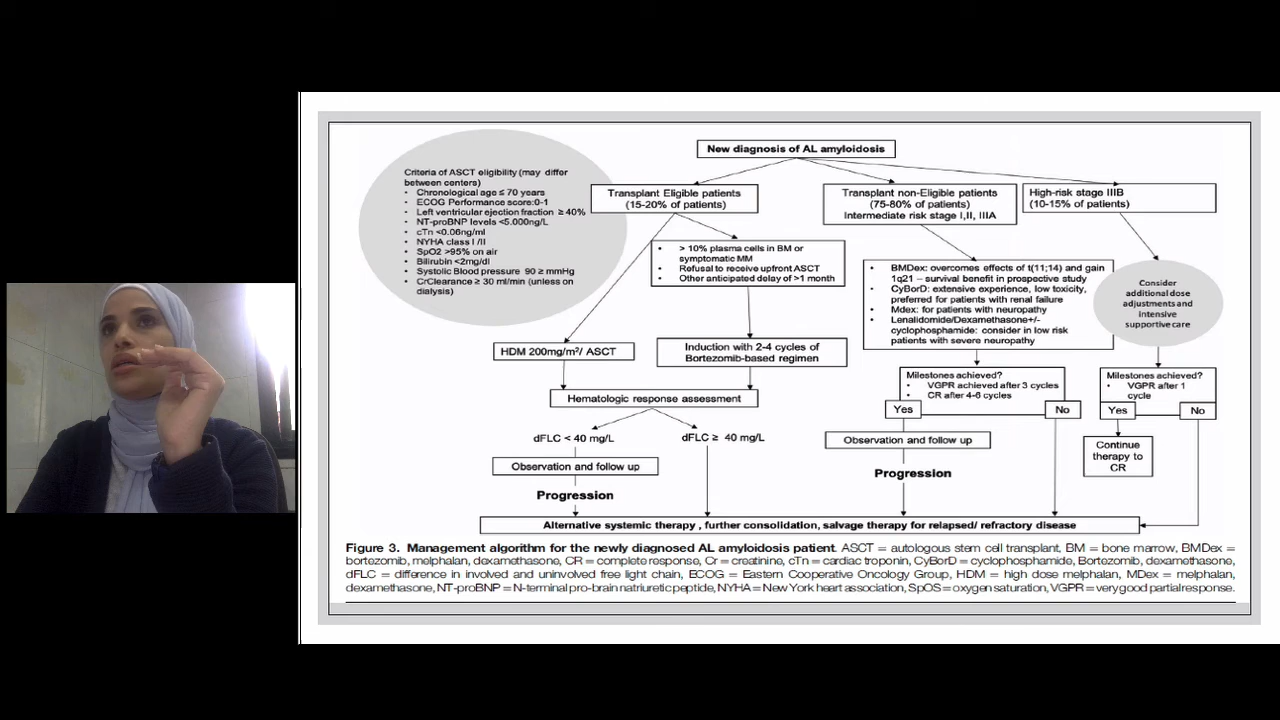 New diagnosis of AL amyloidosis
Criteria of ASCT eligibility (may differ
between centers)
• Chronological age ≤ 70 years
• ECOG Performance score:0-1
• Left ventricular ejection fraction ≥ 40%
• NT-proBNP levels <5.000ng/L
• cTn <0.06ng/ml
• NYHA class I /II
• SpO2 >95% on air
• Bilirubin <2mg/dl
• Systolic Blood pressure 90 ≥ mmHg
• CrClearance ≥ 30 ml/min (unless on
dialysis)
Transplant Eligible patients
(15-20% of patients)
Transplant non-Eligible patients
(75-80% of patients)
Intermediate risk stage I,II, IIIA
High-risk stage IIIB
(10-15% of patients)
• > 10% plasma cells in BM or
symptomatic MM
• Refusal to receive upfront ASCT
• Other anticipated delay of >1 month
• BMDex: overcomes effects of t(11;14) and gain
1q21 – survival benefit in prospective study
• CyBorD: extensive experience, low toxicity,
preferred for patients with renal failure
• Mdex: for patients with neuropathy
• Lenalidomide/Dexamethasone+/-
cyclophosphamide: consider in low risk
patients with severe neuropathy
Consider
additional dose
adjustments and
intensive
supportive care
HDM 200mg/m²/ ASCT
Induction with 2-4 cycles of
Bortezomib-based regimen
Milestones achieved?
• VGPR achieved after 3 cycles
• CR after 4-6 cycles
Yes
No
Milestones achieved?
• VGPR after 1
cycle
Yes
No
Hematologic response assessment
dFLC < 40 mg/L
dFLC ≥ 40 mg/L
Observation and follow up
Continue
therapy to
CR
Observation and follow up
Progression
Progression
Alternative systemic therapy , further consolidation, salvage therapy for relapsed/ refractory disease
Figure 3. Management algorithm for the newly diagnosed AL amyloidosis patient. ASCT = autologous stem cell transplant, BM = bone marrow, BMDex =
bortezomib, melphalan, dexamethasone, CR = complete response, Cr = creatinine, cTn = cardiac troponin, CyBorD = cyclophosphamide, Bortezomib, dexamethasone,
dFLC = difference in involved and uninvolved free light chain, ECOG = Eastern Cooperative Oncology Group, HDM = high dose melphalan, MDex = melphalan,
dexamethasone, NT-proBNP = N-terminal pro-brain natriuretic peptide, NYHA = New York heart association, SpOS = oxygen saturation, VGPR = very good partial response.